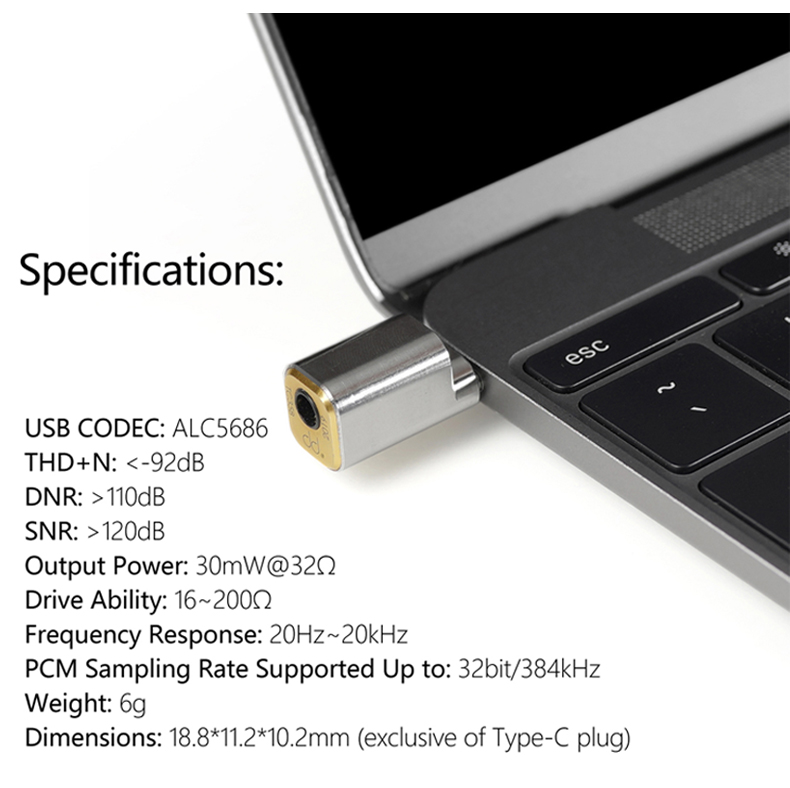 Specifications:
esc
~
USB CODEC: ALC5686
THD+N: <-92dB
DNR: >110dB
SNR: >120dB
Output Power: 30mW@32Ω
Drive Ability: 16~200Ω
Frequency Response: 20Hz~20kHz
PCM Sampling Rate Supported Up to: 32bit/384kHz
Weight: 6g
Dimensions: 18.8*11.2*10.2mm (exclusive of Type-C plug)